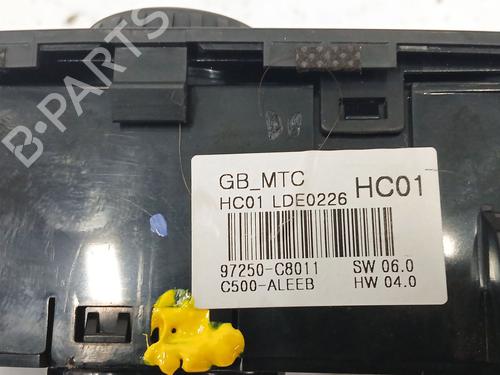 B-PARTS
GB_MTC
HC01 LDE0226 HC01
97250-C8011 SW 06.0
C500-ALEEB HW 04.0